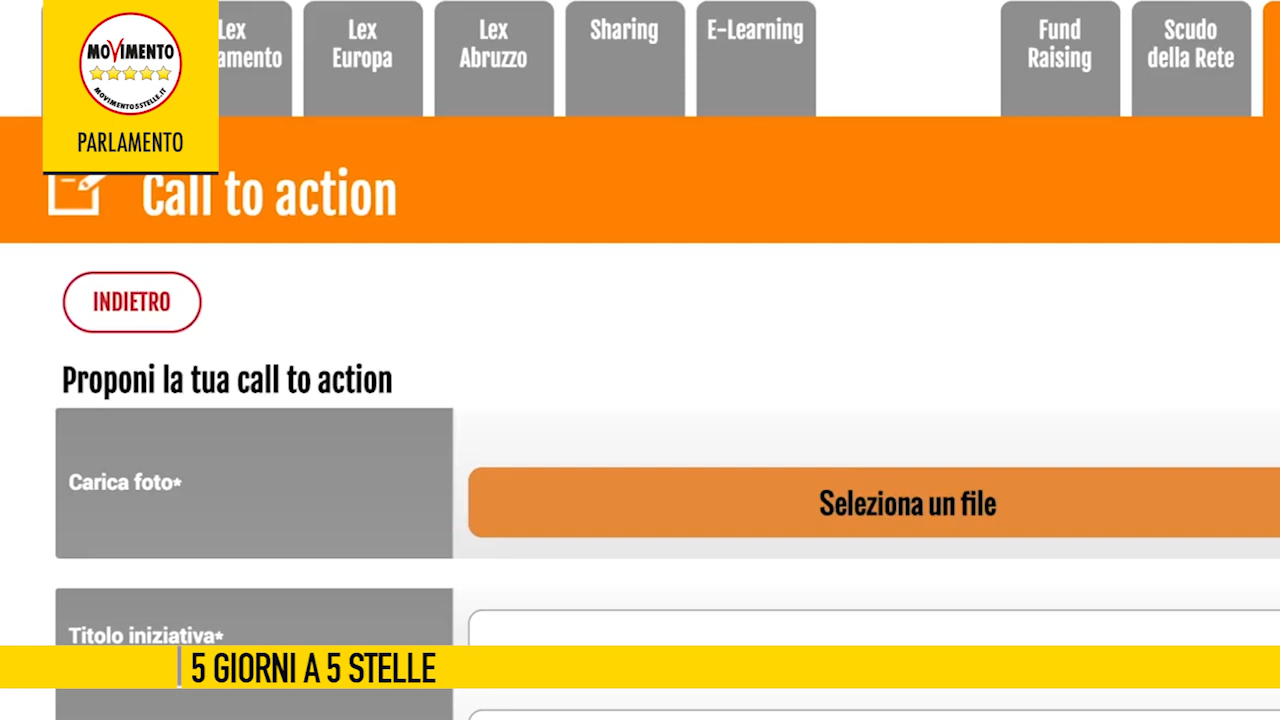 Lex
Lex
Europa
Lex
Abruzzo
Sharing
E-Learning
Fund
Raising
Scudo
della Rete
MOVIMENTO
MOVIMENTO5STELLE.IT
PARLAMENTO
Call to action
INDIETRO
Proponi la tua call to action
Carica foto*
Seleziona un file
Titolo iniziativa*
5 GIORNI A 5 STELLE